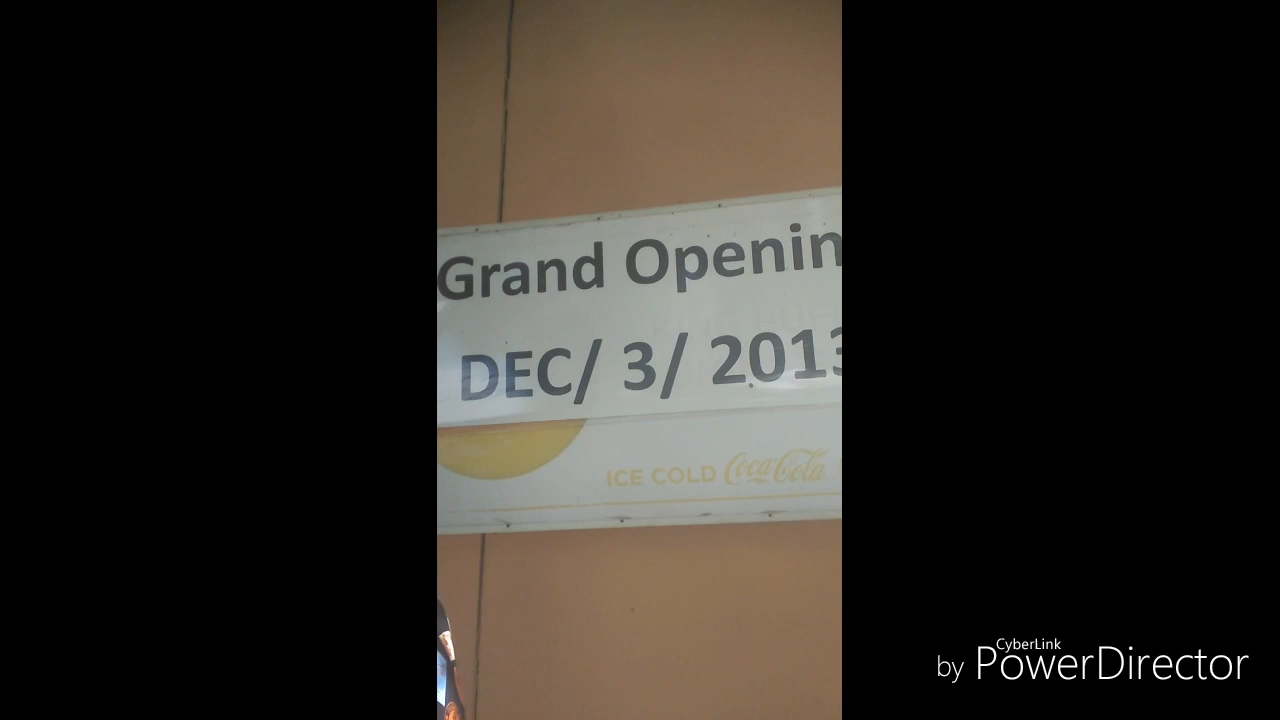 Grand Openin
DEC/ 3/ 2013
ICE COLD Coca-Cola
CyberLink
by PowerDirector